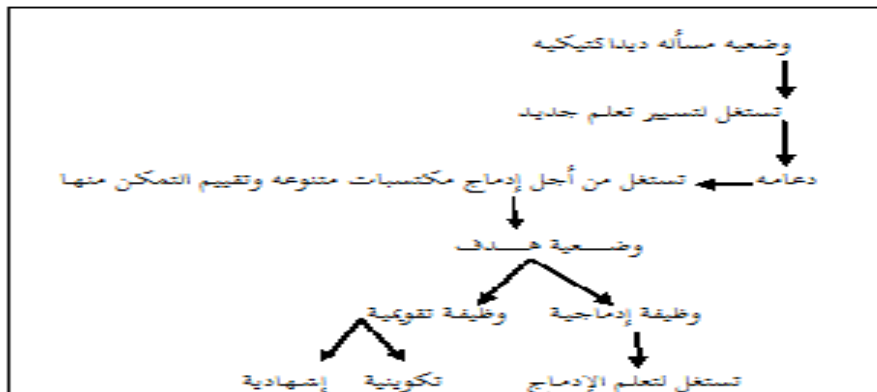 وضعيه مسأله ديداكتيكيه
تستغل لتسيير تعلم جديد
دعامه تستغل من أجل إدماج مكتسبات متنوعه وتقييم التمكن منها
وضعية هدف
وظيفة إدماجية وظيفة تقويمية
تستغل لتعلم الإدماج تكوينية إشهادية